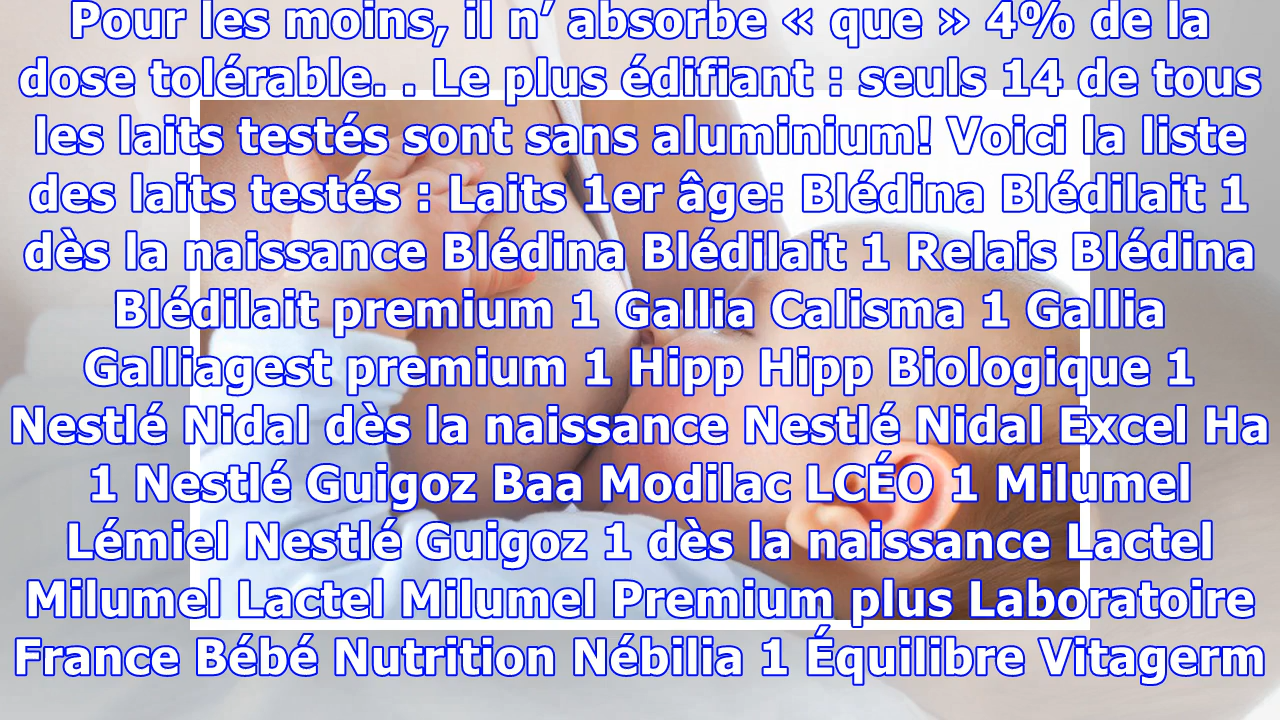 Pour les moins, il n’ absorbe « que » 4% de la
dose tolérable. . Le plus édifiant : seuls 14 de tous
les laits testés sont sans aluminium! Voici la liste
des laits testés : Laits 1er âge: Blédina Blédilait 1
dès la naissance Blédina Blédilait 1 Relais Blédina
Blédilait premium 1 Gallia Calisma 1 Gallia
Galliagest premium 1 Hipp Hipp Biologique 1
Nestlé Nidal dès la naissance Nestlé Nidal Excel Ha
1 Nestlé Guigoz Baa Modilac LCÉO 1 Milumel
Lémiel Nestlé Guigoz 1 dès la naissance Lactel
Milumel Lactel Milumel Premium plus Laboratoire
France Bébé Nutrition Nébilia 1 Équilibre Vitagerm